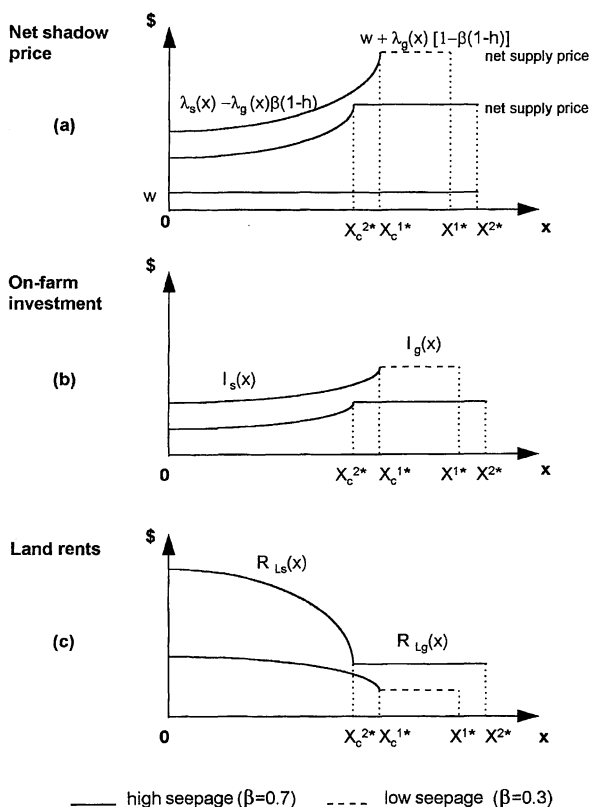 Net shadow price
$
w + λg(x) [1-β(1-h)]
net supply price
λs(x) -λg(x)β(1-h)
net supply price
(a)
w
0
Xc2* Xc1* X1* X2* x
On-farm investment
$
Ig(x)
(b)
Is(x)
0
Xc2* Xc1* X1* X2* x
Land rents
$
R Ls(x)
(c)
R Lg(x)
0
Xc2* Xc1* X1* X2* x
high seepage (β=0.7) low seepage (β=0.3)